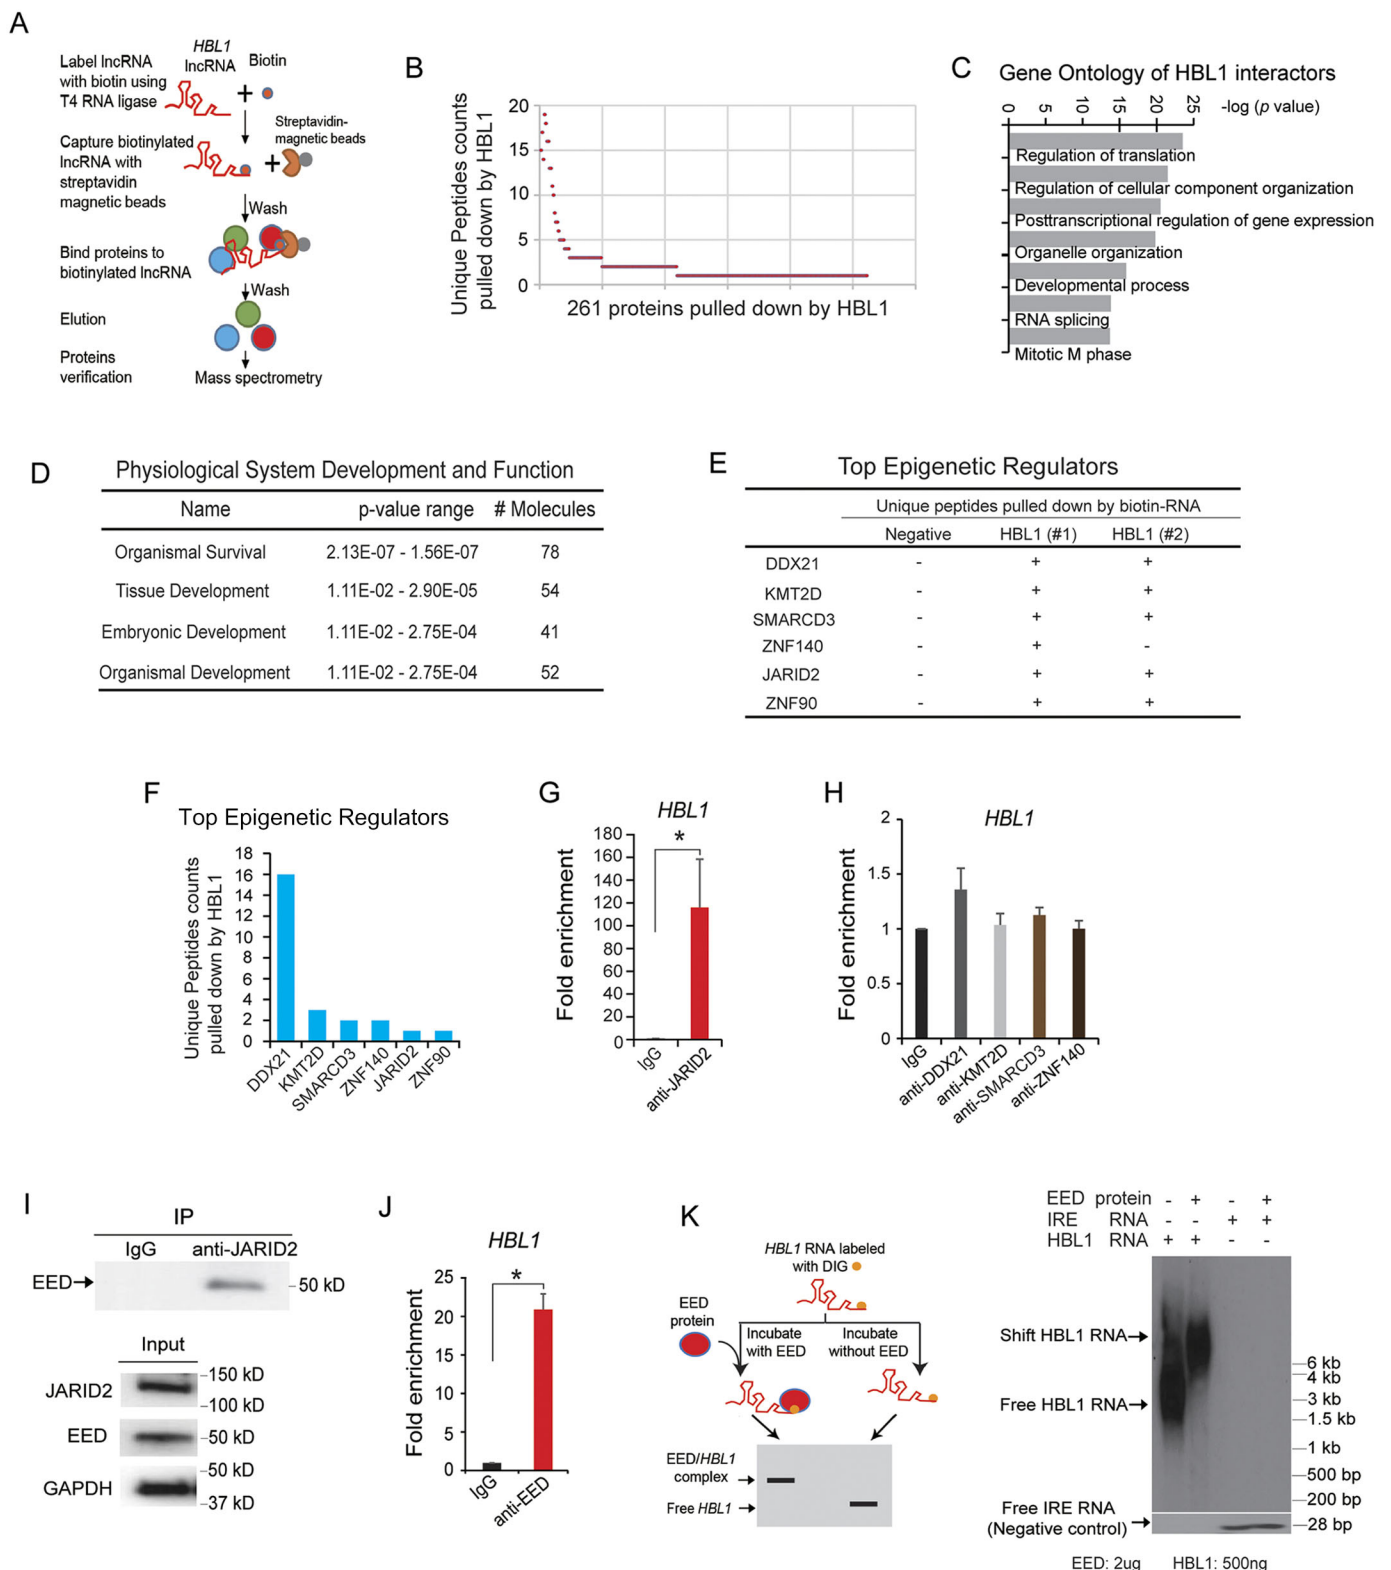 A
Label lncRNA
with biotin using
T4 RNA ligase
HBL1
lncRNA
Biotin
+
Streptavidin-
magnetic beads
Capture biotinylated
lncRNA with
streptavidin
magnetic beads
+
Wash
Bind proteins to
biotinylated lncRNA
Wash
Elution
Proteins
verification
Mass spectrometry
B
Unique Peptides counts
pulled down by HBL1
20
15
10
5
0
261 proteins pulled down by HBL1
C
Gene Ontology of HBL1 interactors
0 5 10 15 20 25
-log (p value)
Regulation of translation
Regulation of cellular component organization
Posttranscriptional regulation of gene expression
Organelle organization
Developmental process
RNA splicing
Mitotic M phase
D
Physiological System Development and Function
Name p-value range # Molecules
Organismal Survival 2.13E-07 - 1.56E-07 78
Tissue Development 1.11E-02 - 2.90E-05 54
Embryonic Development 1.11E-02 - 2.75E-04 41
Organismal Development 1.11E-02 - 2.75E-04 52
E
Top Epigenetic Regulators
Unique peptides pulled down by biotin-RNA
Negative HBL1 (#1) HBL1 (#2)
DDX21 - + +
KMT2D - + +
SMARCD3 - + +
ZNF140 - + -
JARID2 - + +
ZNF90 - + +
F
Top Epigenetic Regulators
Unique Peptides counts
pulled down by HBL1
18
16
14
12
10
8
6
4
2
0
DDX21
KMT2D
SMARCD3
ZNF140
JARID2
ZNF90
G
HBL1
*
Fold enrichment
180
160
140
120
100
80
60
40
20
0
IgG
anti-JARID2
H
HBL1
Fold enrichment
2
1.5
1
0.5
0
IgG
anti-DDX21
anti-KMT2D
anti-SMARCD3
anti-ZNF140
I
IP
IgG anti-JARID2
EED
50 kD
Input
JARID2
150 kD
100 kD
EED
50 kD
GAPDH
50 kD
37 kD
J
HBL1
*
Fold enrichment
25
20
15
10
5
0
IgG
anti-EED
K
HBL1 RNA labeled
with DIG
EED
protein
Incubate
with EED
Incubate
without EED
EED/HBL1
complex
Free HBL1
EED protein - + - +
IRE RNA - - + +
HBL1 RNA + + - -
Shift HBL1 RNA
Free HBL1 RNA
6 kb
4 kb
3 kb
1.5 kb
1 kb
500 bp
200 bp
28 bp
Free IRE RNA
(Negative control)
EED: 2ug HBL1: 500ng